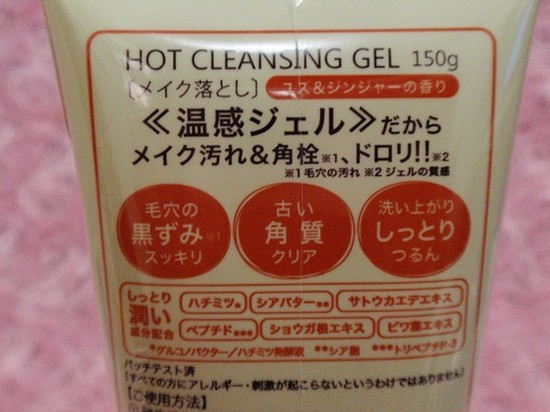 HOT CLEANSING GEL 150g
[メイク落とし] ユズ&ジンジャーの香り
≪温感ジェル≫だから
メイク汚れ&角栓※1、ドロリ!!※2
※1 毛穴の汚れ ※2 ジェルの質感
毛穴の
黒ずみ※1
スッキリ
古い
角質
クリア
洗い上がり
しっとり
つるん
しっとり
潤い
成分配合
ハチミツ* シアバター** サトウカエデエキス
ペプチド*** ショウガ根エキス ビワ葉エキス
*グルコノバクター/ハチミツ発酵液 **シア脂 ***トリペプチド-3
パッチテスト済
(すべての方にアレルギー・刺激が起こらないというわけではありません)
【ご使用方法】